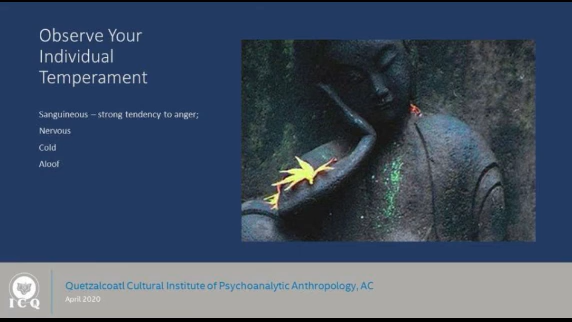 Observe Your
Individual
Temperament
Sanguineous – strong tendency to anger;
Nervous
Cold
Aloof
ICQ
Quetzalcoatl Cultural Institute of Psychoanalytic Anthropology, AC
April 2020